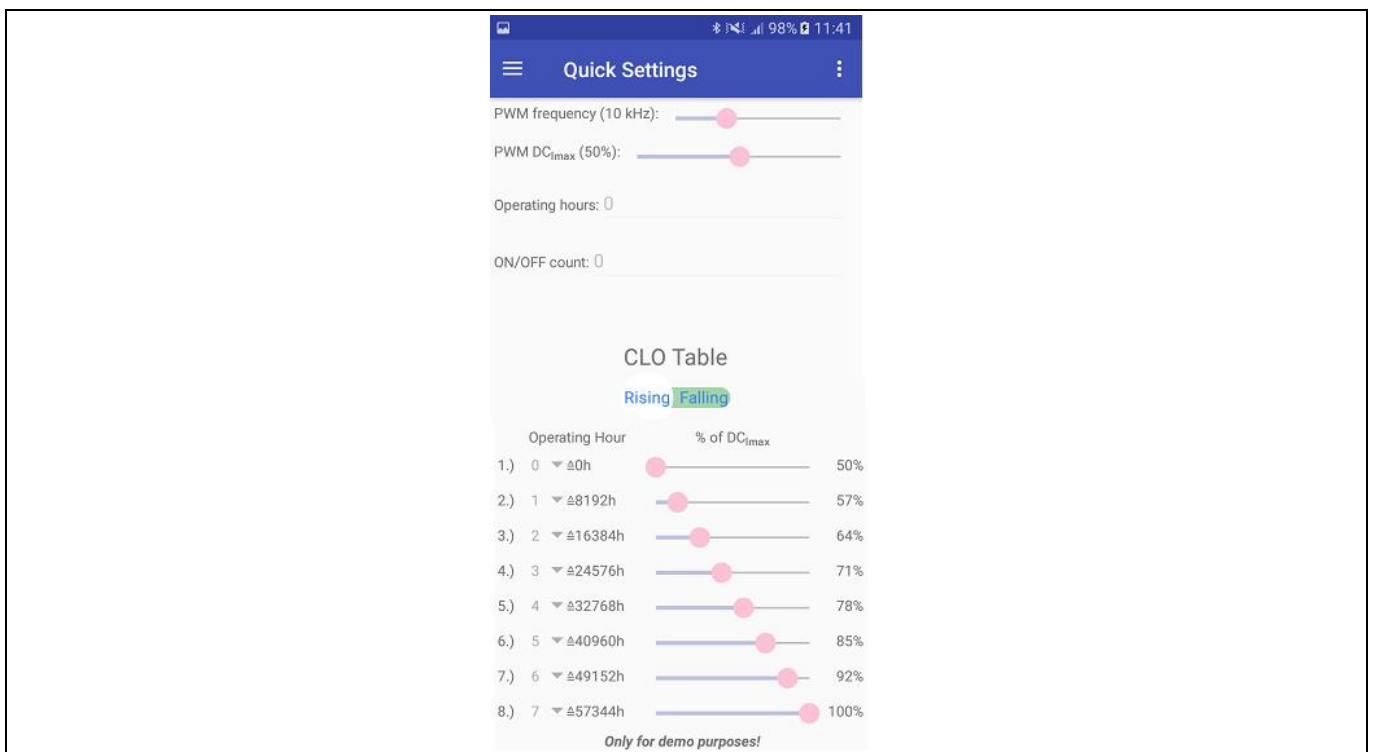 98% 11:41
Quick Settings
PWM frequency (10 kHz):
PWM DCImax (50%):
Operating hours: 0
ON/OFF count: 0
CLO Table
Rising Falling
Operating Hour % of DCImax
1.) 0 ≙0h 50%
2.) 1 ≙8192h 57%
3.) 2 ≙16384h 64%
4.) 3 ≙24576h 71%
5.) 4 ≙32768h 78%
6.) 5 ≙40960h 85%
7.) 6 ≙49152h 92%
8.) 7 ≙57344h 100%
Only for demo purposes!